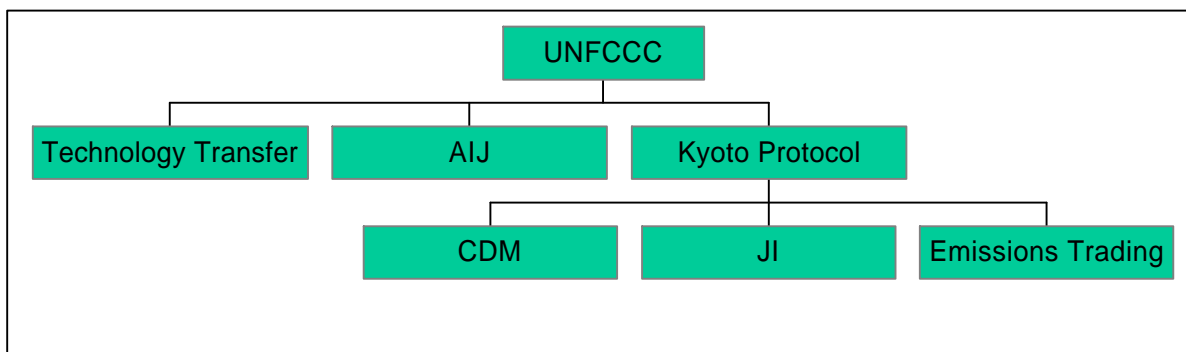 UNFCCC
Technology Transfer
AIJ
Kyoto Protocol
CDM
JI
Emissions Trading